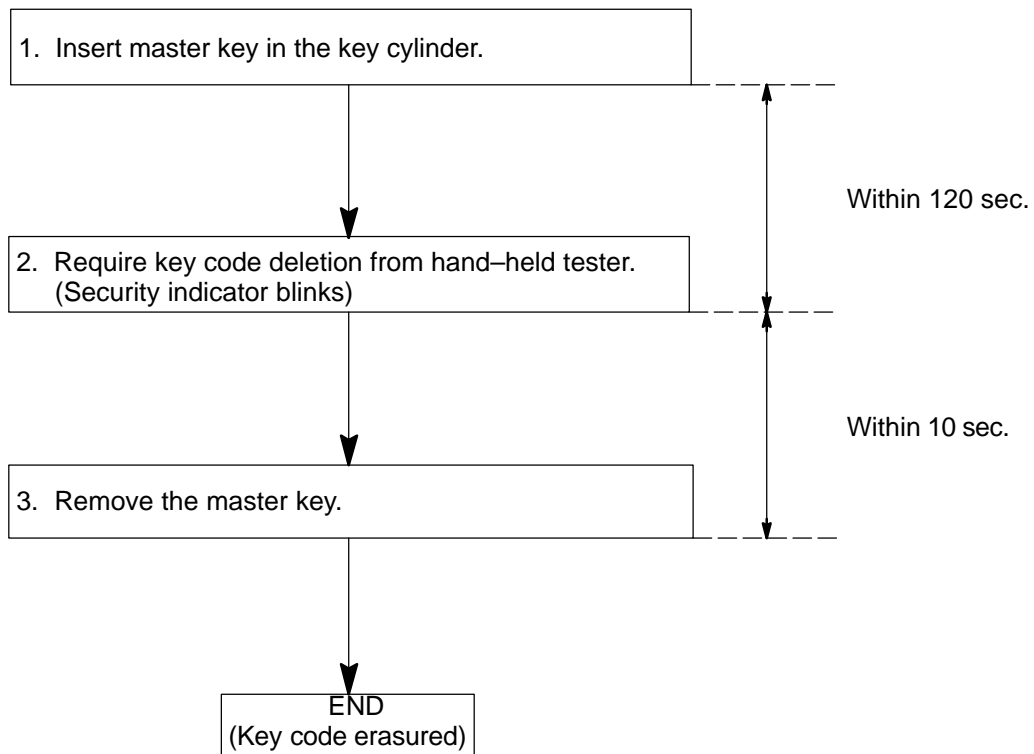 1. Insert master key in the key cylinder.
Within 120 sec.
2. Require key code deletion from hand–held tester.
(Security indicator blinks)
Within 10 sec.
3. Remove the master key.
END
(Key code erasured)